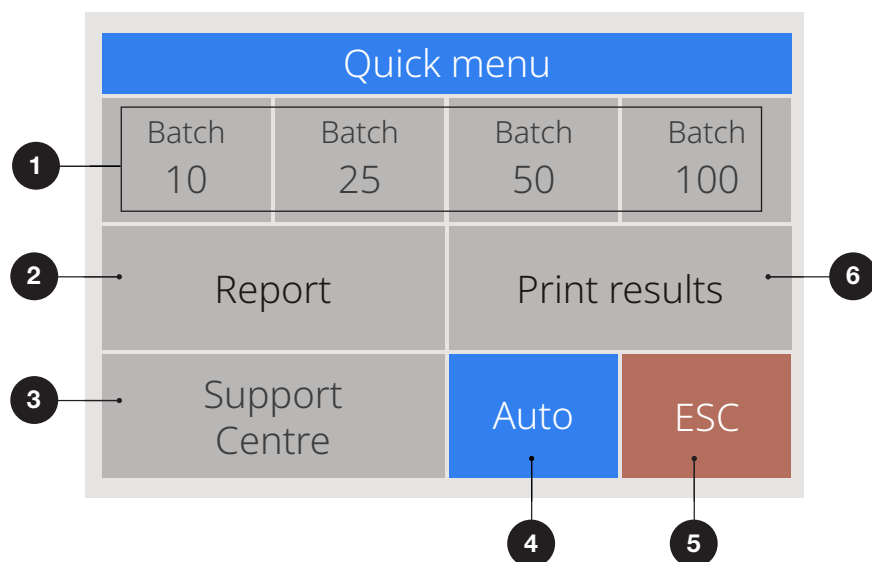 Quick menu
Batch Batch Batch Batch
1
10 25 50 100
2
Report
Print results
6
3
Support
Centre
Auto
ESC
4
5